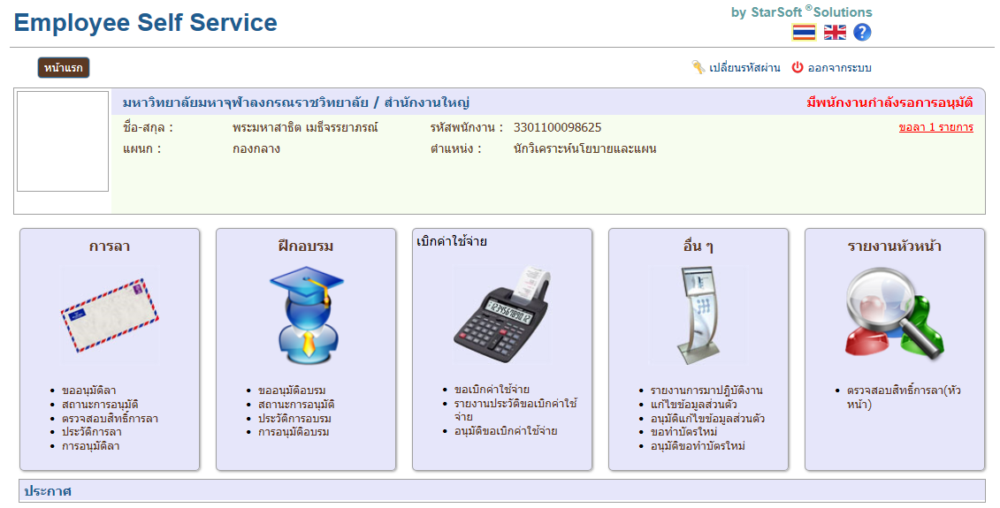 Employee Self Service
by StarSoft ®Solutions
หน้าแรก
เปลี่ยนรหัสผ่าน
ออกจากระบบ
มหาวิทยาลัยมหาจุฬาลงกรณราชวิทยาลัย / สำนักงานใหญ่
มีพนักงานกำลังรอการอนุมัติ
ชื่อ-สกุล : พระมหาสาธิต เมธีจรรยาภรณ์ รหัสพนักงาน : 3301100098625
ขอลา 1 รายการ
แผนก : กองกลาง ตำแหน่ง : นักวิเคราะห์นโยบายและแผน
การลา
ขออนุมัติลา
สถานะการอนุมัติ
ตรวจสอบสิทธิ์การลา
ประวัติการลา
การอนุมัติลา
ฝึกอบรม
ขออนุมัติอบรม
สถานะการอนุมัติ
ประวัติการอบรม
การอนุมัติอบรม
เบิกค่าใช้จ่าย
123456789012
ขอเบิกค่าใช้จ่าย
รายงานประวัติขอเบิกค่าใช้
จ่าย
อนุมัติขอเบิกค่าใช้จ่าย
อื่น ๆ
รายงานการมาปฏิบัติงาน
แก้ไขข้อมูลส่วนตัว
อนุมัติแก้ไขข้อมูลส่วนตัว
ขอทำบัตรใหม่
อนุมัติขอทำบัตรใหม่
รายงานหัวหน้า
ตรวจสอบสิทธิ์การลา(หัว
หน้า)
ประกาศ